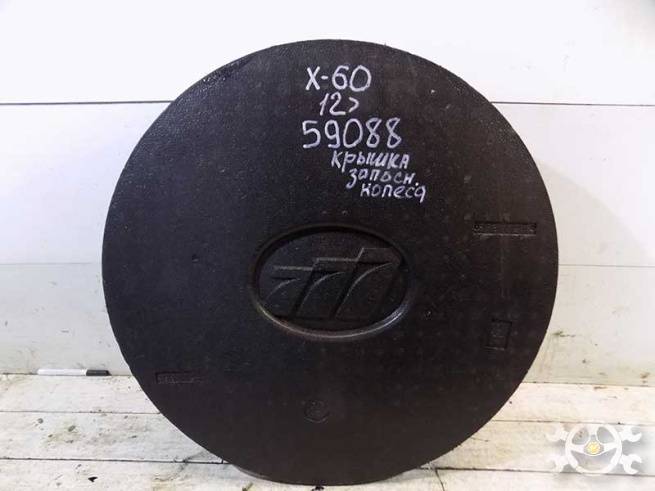 X-60
12>
59088
крышка
запасн.
колеса